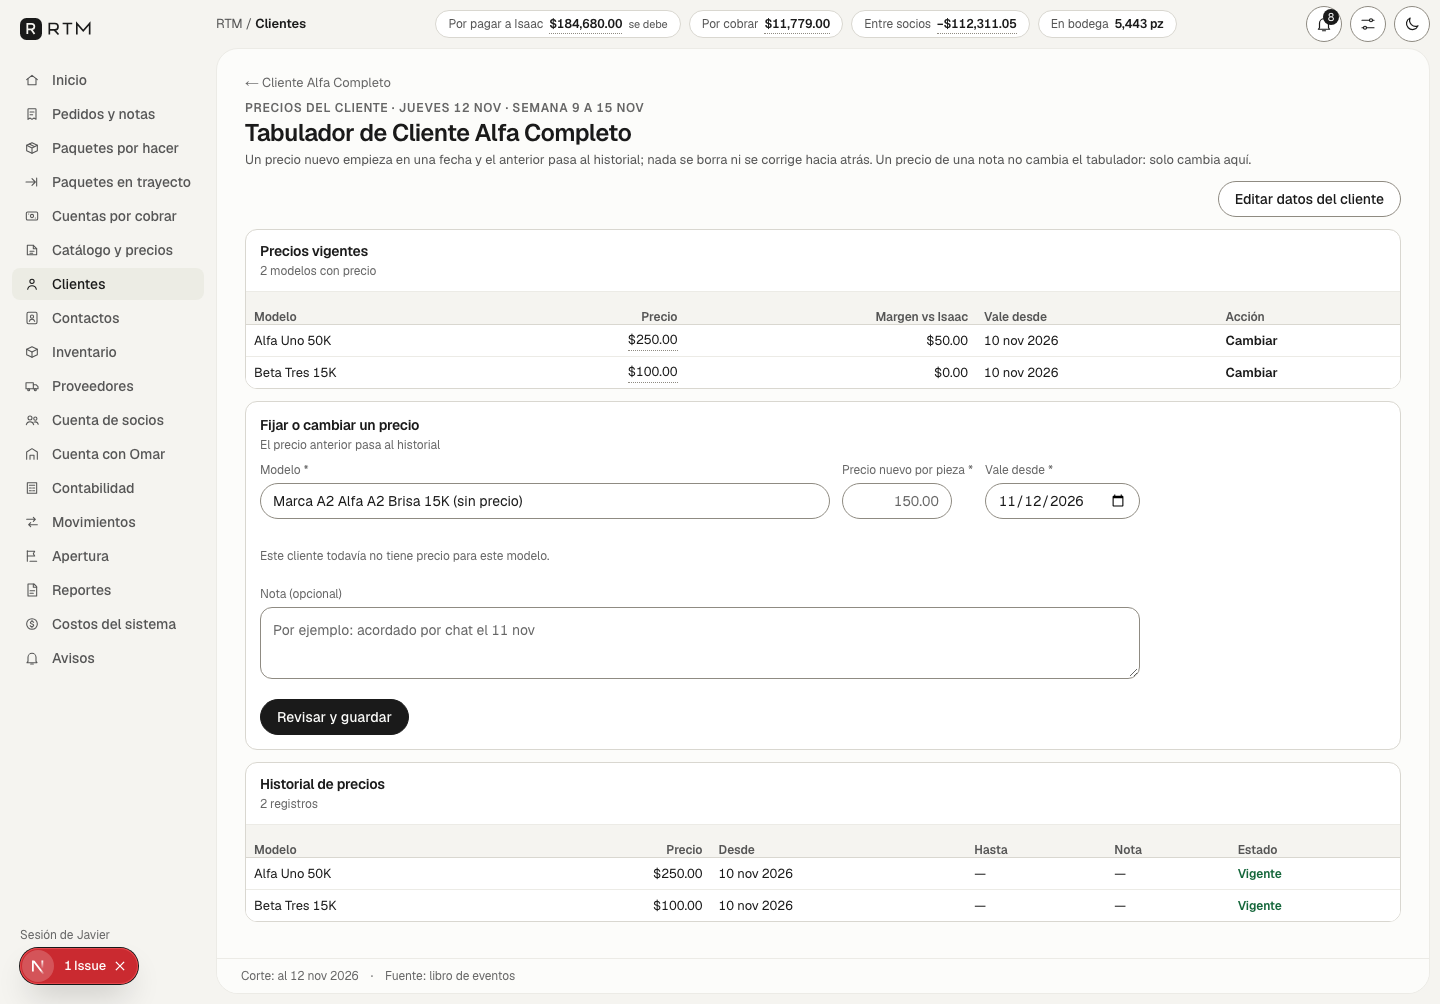 R RTM
RTM / Clientes
Por pagar a Isaac $184,680.00 se debe
Por cobrar $11,779.00
Entre socios −$112,311.05
En bodega 5,443 pz
8
Inicio
Pedidos y notas
Paquetes por hacer
Paquetes en trayecto
Cuentas por cobrar
Catálogo y precios
Clientes
Contactos
Inventario
Proveedores
Cuenta de socios
Cuenta con Omar
Contabilidad
Movimientos
Apertura
Reportes
Costos del sistema
Avisos
Sesión de Javier
N 1 Issue
← Cliente Alfa Completo
PRECIOS DEL CLIENTE · JUEVES 12 NOV · SEMANA 9 A 15 NOV
Tabulador de Cliente Alfa Completo
Un precio nuevo empieza en una fecha y el anterior pasa al historial; nada se borra ni se corrige hacia atrás. Un precio de una nota no cambia el tabulador: solo cambia aquí.
Editar datos del cliente
Precios vigentes
2 modelos con precio
Modelo Precio Margen vs Isaac Vale desde Acción
Alfa Uno 50K $250.00 $50.00 10 nov 2026 Cambiar
Beta Tres 15K $100.00 $0.00 10 nov 2026 Cambiar
Fijar o cambiar un precio
El precio anterior pasa al historial
Modelo * Precio nuevo por pieza * Vale desde *
Marca A2 Alfa A2 Brisa 15K (sin precio) 150.00 11/12/2026
Este cliente todavía no tiene precio para este modelo.
Nota (opcional)
Por ejemplo: acordado por chat el 11 nov
Revisar y guardar
Historial de precios
2 registros
Modelo Precio Desde Hasta Nota Estado
Alfa Uno 50K $250.00 10 nov 2026 — — Vigente
Beta Tres 15K $100.00 10 nov 2026 — — Vigente
Corte: al 12 nov 2026 · Fuente: libro de eventos